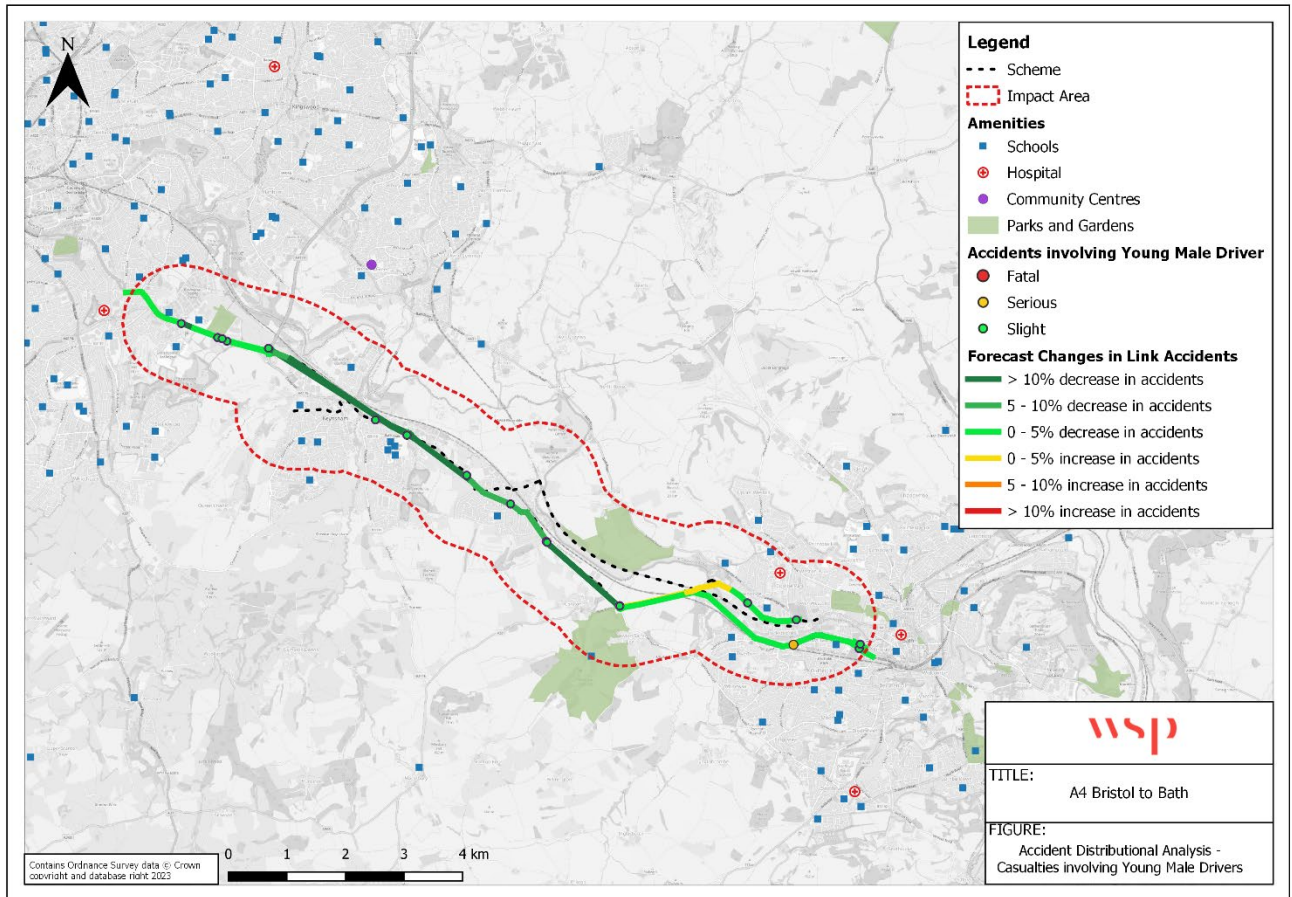 N
Legend
Scheme
Impact Area
Amenities
Schools
Hospital
Community Centres
Parks and Gardens
Accidents involving Young Male Driver
Fatal
Serious
Slight
Forecast Changes in Link Accidents
> 10% decrease in accidents
5 - 10% decrease in accidents
0 - 5% decrease in accidents
0 - 5% increase in accidents
5 - 10% increase in accidents
> 10% increase in accidents
Keynsham
wsp
TITLE:
A4 Bristol to Bath
FIGURE:
Accident Distributional Analysis -
Casualties involving Young Male Drivers
0 1 2 3 4 km
Contains Ordnance Survey data © Crown
copyright and database right 2023